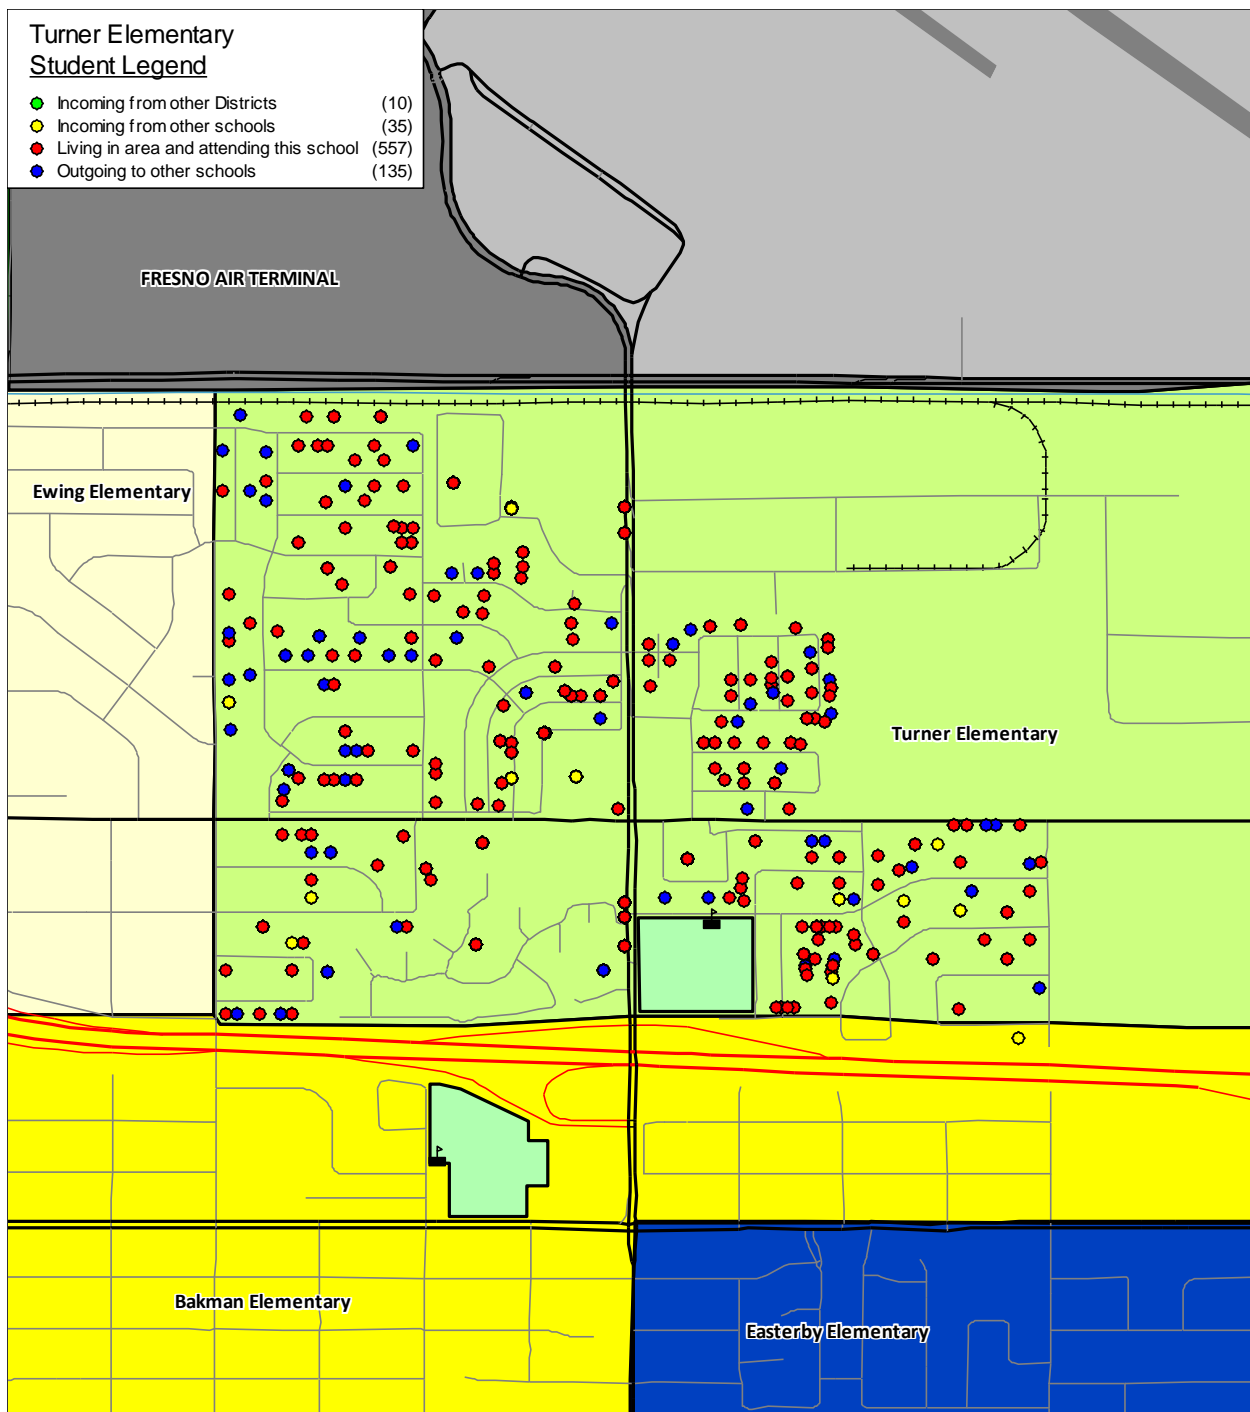 Turner Elementary
Student Legend
Incoming from other Districts (10)
Incoming from other schools (35)
Living in area and attending this school (557)
Outgoing to other schools (135)
FRESNO AIR TERMINAL
Ewing Elementary
Turner Elementary
Bakman Elementary
Easterby Elementary